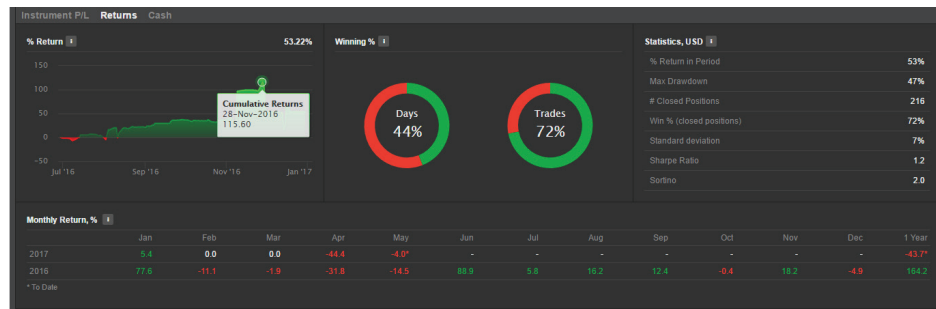 Instrument P/L Returns Cash
% Return i 53.22%
150
100
50
0
-50
Jul '16 Sep '16 Nov '16 Jan '17
Cumulative Returns
28-Nov-2016
115.60
Winning % i
Days
44%
Trades
72%
Statistics, USD i
% Return in Period 53%
Max Drawdown 47%
# Closed Positions 216
Win % (closed positions) 72%
Standard deviation 7%
Sharpe Ratio 1.2
Sortino 2.0
Monthly Return, % i
Jan Feb Mar Apr May Jun Jul Aug Sep Oct Nov Dec 1 Year
2017 5.4 0.0 0.0 -44.4 -4.0* - - - - - - - -43.7*
2016 77.6 -11.1 -1.9 -31.8 -14.5 88.9 5.8 16.2 12.4 -0.4 18.2 -4.9 164.2
* To Date